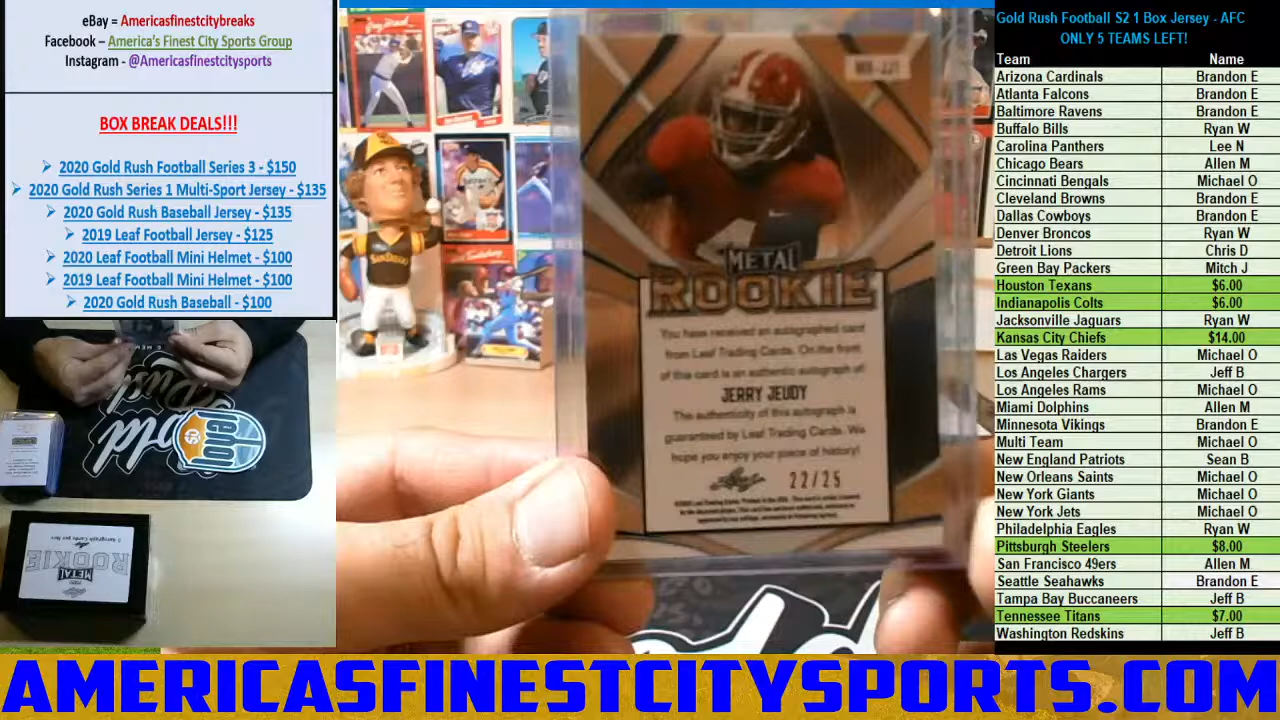 eBay = Americasfinestcitybreaks
Facebook – America's Finest City Sports Group
Instagram - @Americasfinestcitysports
BOX BREAK DEALS!!!
➢ 2020 Gold Rush Football Series 3 - $150
➢ 2020 Gold Rush Series 1 Multi-Sport Jersey - $135
➢ 2020 Gold Rush Baseball Jersey - $135
➢ 2019 Leaf Football Jersey - $125
➢ 2020 Leaf Football Mini Helmet - $100
➢ 2019 Leaf Football Mini Helmet - $100
➢ 2020 Gold Rush Baseball - $100
METAL
ROOKIE
You have received an autographed card
from Leaf Trading Cards. On the front
of this card is an authentic autograph of:
JERRY JEUDY
The authenticity of this autograph is
guaranteed by Leaf Trading Cards. We
hope you enjoy your piece of history!
Leaf
22/25
Gold Rush Football S2 1 Box Jersey - AFC
ONLY 5 TEAMS LEFT!
Team Name
Arizona Cardinals Brandon E
Atlanta Falcons Brandon E
Baltimore Ravens Brandon E
Buffalo Bills Ryan W
Carolina Panthers Lee N
Chicago Bears Allen M
Cincinnati Bengals Michael O
Cleveland Browns Brandon E
Dallas Cowboys Brandon E
Denver Broncos Ryan W
Detroit Lions Chris D
Green Bay Packers Mitch J
Houston Texans $6.00
Indianapolis Colts $6.00
Jacksonville Jaguars Ryan W
Kansas City Chiefs $14.00
Las Vegas Raiders Michael O
Los Angeles Chargers Jeff B
Los Angeles Rams Michael O
Miami Dolphins Allen M
Minnesota Vikings Brandon E
Multi Team Michael O
New England Patriots Sean B
New Orleans Saints Michael O
New York Giants Michael O
New York Jets Michael O
Philadelphia Eagles Ryan W
Pittsburgh Steelers $8.00
San Francisco 49ers Allen M
Seattle Seahawks Brandon E
Tampa Bay Buccaneers Jeff B
Tennessee Titans $7.00
Washington Redskins Jeff B
ROOKIE
METAL
AMERICASFINESTCITYSPORTS.COM